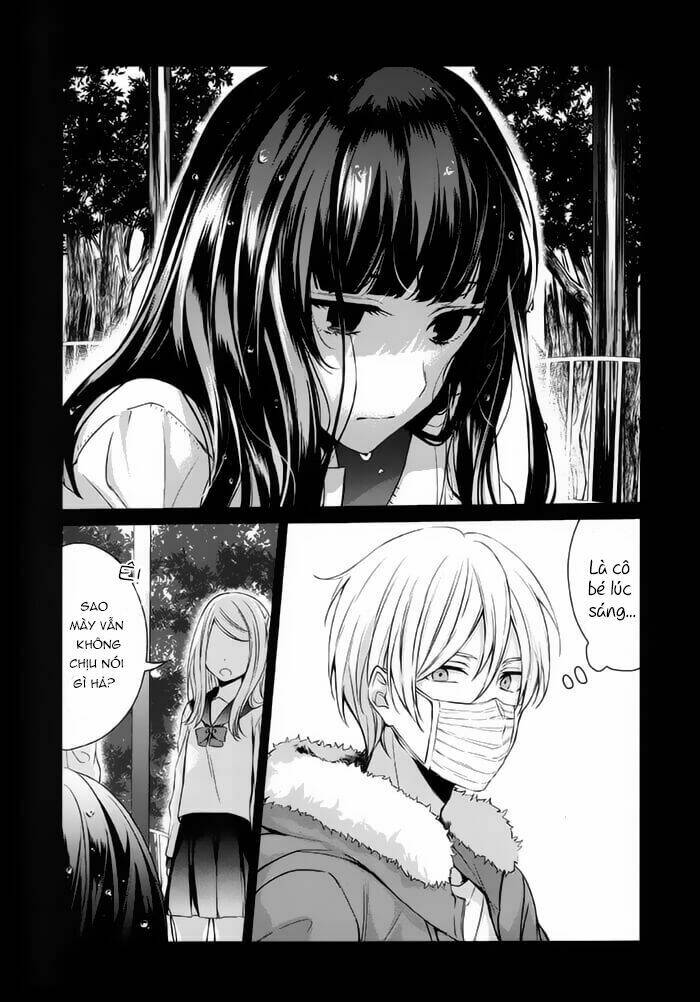 Là cô
bé lúc
sáng...
SAO
MÀY VẪN
KHÔNG
CHỊU NÓI
GÌ HẢ?